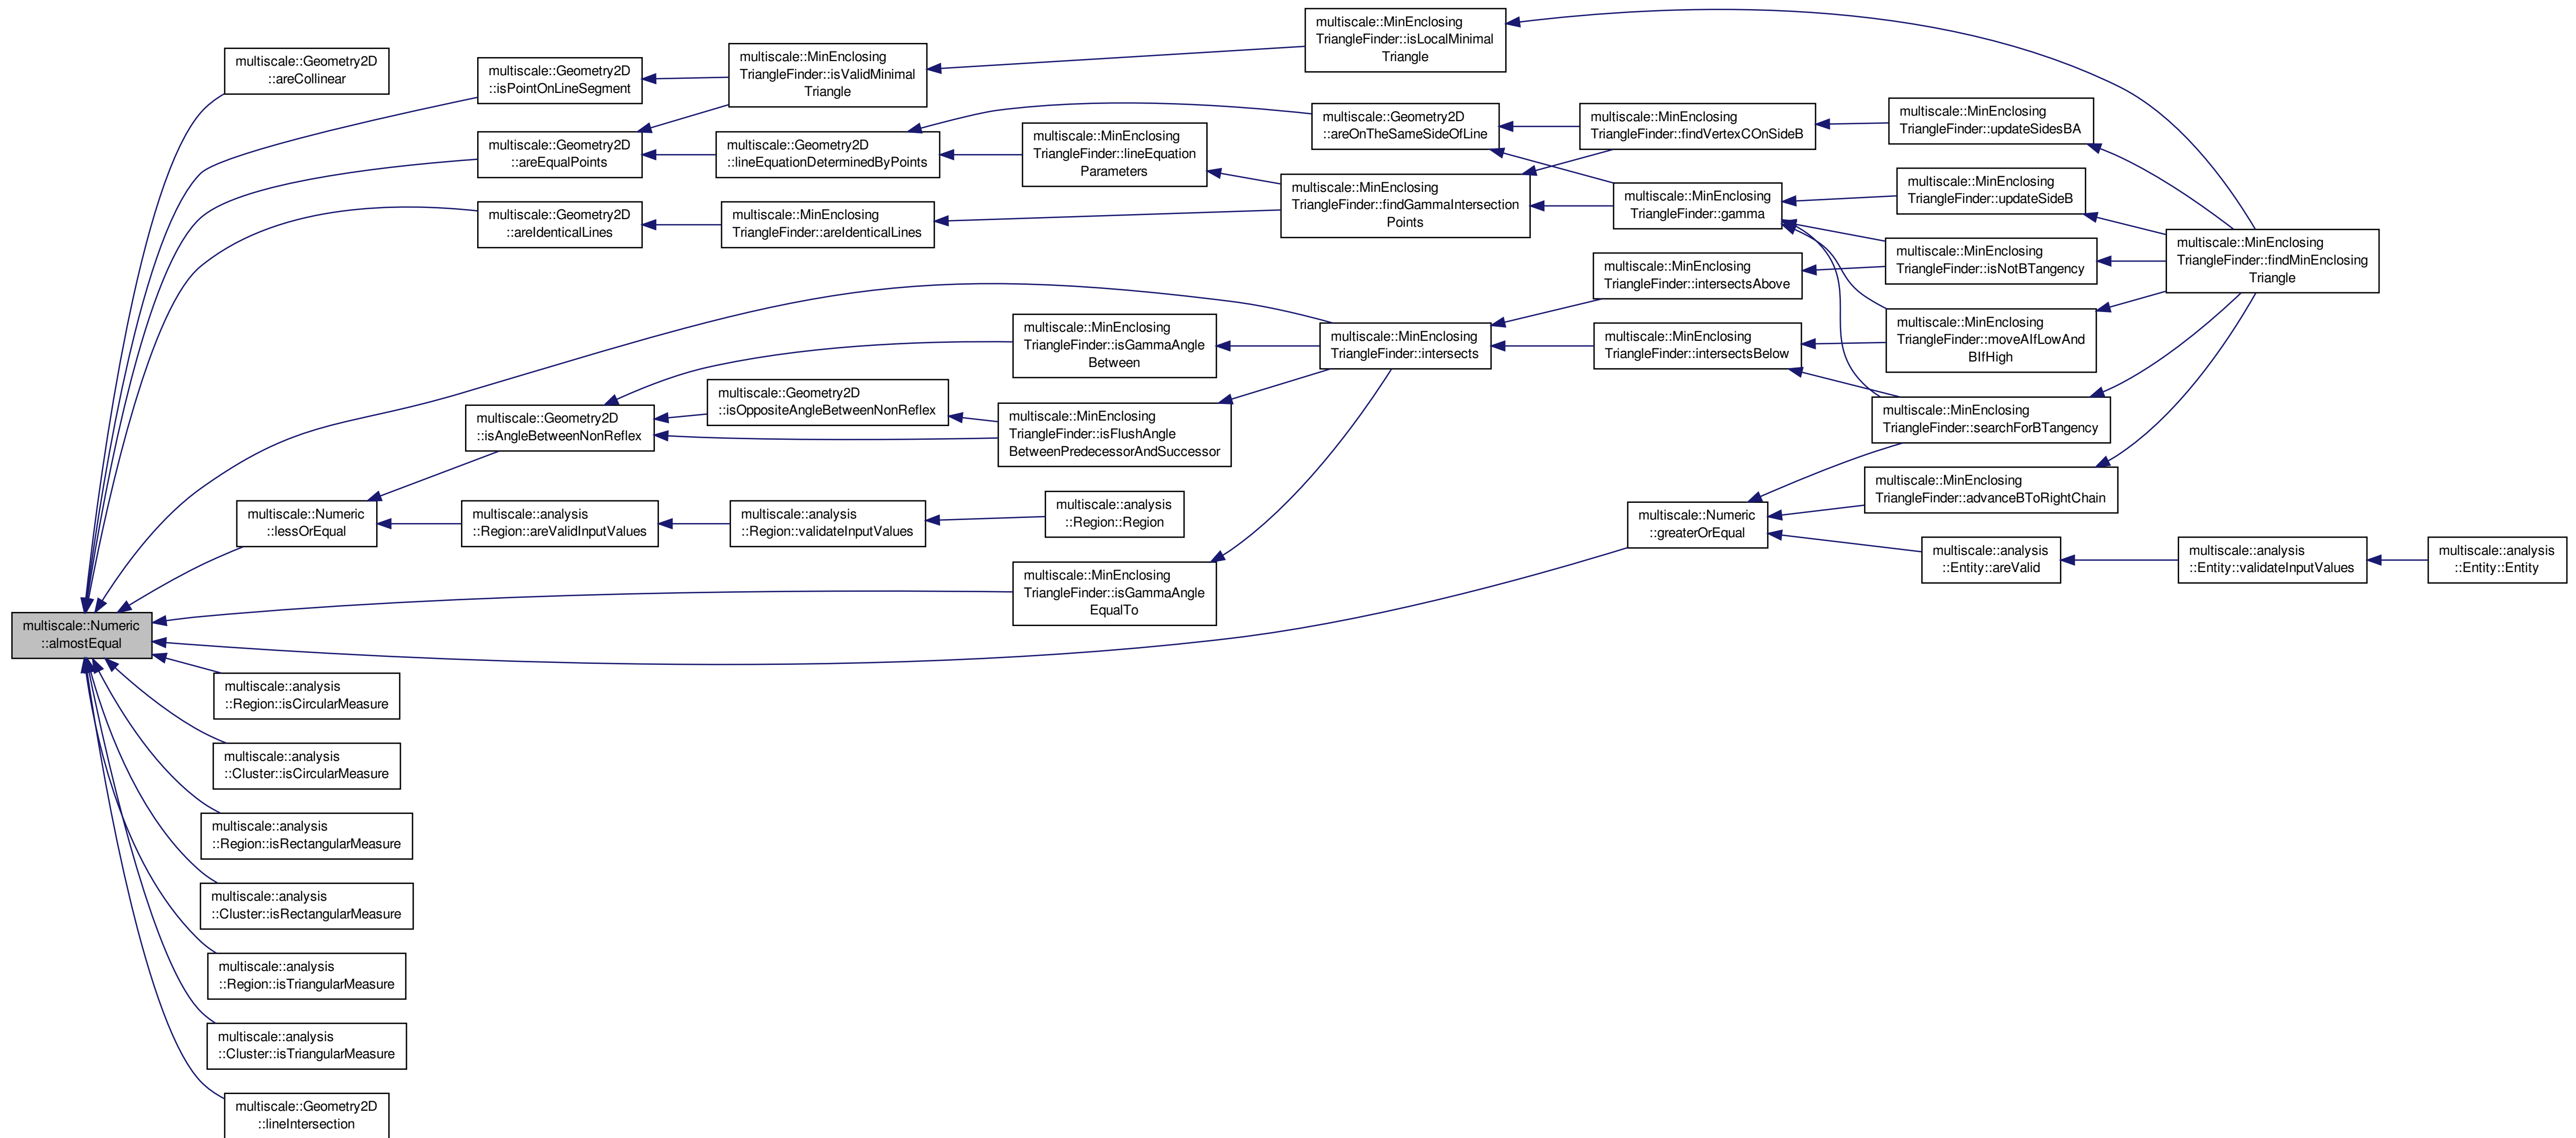 multiscale::Geometry2D
::areCollinear
multiscale::Geometry2D
::isPointOnLineSegment
multiscale::MinEnclosing
TriangleFinder::isValidMinimal
Triangle
multiscale::MinEnclosing
TriangleFinder::isLocalMinimal
Triangle
multiscale::Geometry2D
::areEqualPoints
multiscale::Geometry2D
::lineEquationDeterminedByPoints
multiscale::MinEnclosing
TriangleFinder::lineEquation
Parameters
multiscale::Geometry2D
::areOnTheSameSideOfLine
multiscale::MinEnclosing
TriangleFinder::findVertexCOnSideB
multiscale::MinEnclosing
TriangleFinder::updateSidesBA
multiscale::Geometry2D
::areIdenticalLines
multiscale::MinEnclosing
TriangleFinder::areIdenticalLines
multiscale::MinEnclosing
TriangleFinder::findGammaIntersection
Points
multiscale::MinEnclosing
TriangleFinder::gamma
multiscale::MinEnclosing
TriangleFinder::updateSideB
multiscale::MinEnclosing
TriangleFinder::isNotBTangency
multiscale::MinEnclosing
TriangleFinder::findMinEnclosing
Triangle
multiscale::MinEnclosing
TriangleFinder::intersectsAbove
multiscale::MinEnclosing
TriangleFinder::isGammaAngle
Between
multiscale::MinEnclosing
TriangleFinder::intersects
multiscale::MinEnclosing
TriangleFinder::intersectsBelow
multiscale::MinEnclosing
TriangleFinder::moveAIfLowAnd
BIfHigh
multiscale::Geometry2D
::isAngleBetweenNonReflex
multiscale::Geometry2D
::isOppositeAngleBetweenNonReflex
multiscale::MinEnclosing
TriangleFinder::isFlushAngle
BetweenPredecessorAndSuccessor
multiscale::MinEnclosing
TriangleFinder::searchForBTangency
multiscale::Numeric
::lessOrEqual
multiscale::analysis
::Region::areValidInputValues
multiscale::analysis
::Region::validateInputValues
multiscale::analysis
::Region::Region
multiscale::Numeric
::greaterOrEqual
multiscale::MinEnclosing
TriangleFinder::advanceBToRightChain
multiscale::analysis
::Entity::areValid
multiscale::analysis
::Entity::validateInputValues
multiscale::analysis
::Entity::Entity
multiscale::MinEnclosing
TriangleFinder::isGammaAngle
EqualTo
multiscale::Numeric
::almostEqual
multiscale::analysis
::Region::isCircularMeasure
multiscale::analysis
::Cluster::isCircularMeasure
multiscale::analysis
::Region::isRectangularMeasure
multiscale::analysis
::Cluster::isRectangularMeasure
multiscale::analysis
::Region::isTriangularMeasure
multiscale::analysis
::Cluster::isTriangularMeasure
multiscale::Geometry2D
::lineIntersection